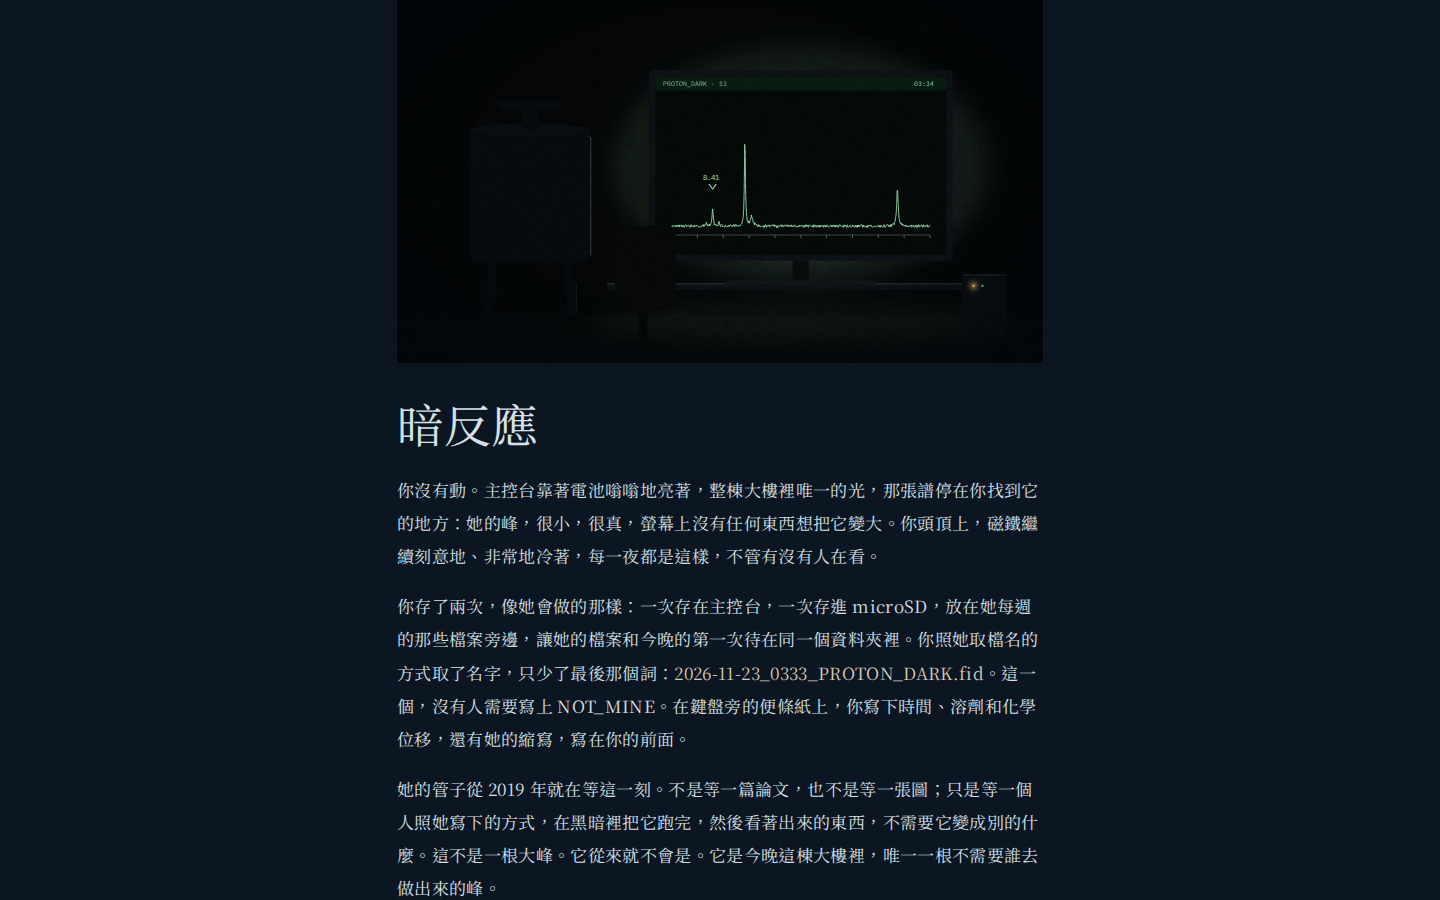 PROTON_DARK - 13
03:34
8.41
暗反應
你沒有動。主控台靠著電池嗡嗡地亮著，整棟大樓裡唯一的光，那張譜停在你找到它
的地方：她的峰，很小，很真，螢幕上沒有任何東西想把它變大。你頭頂上，磁鐵繼
續刻意地、非常地冷著，每一夜都是這樣，不管有沒有人在看。
你存了兩次，像她會做的那樣：一次存在主控台，一次存進 microSD，放在她每週
的那些檔案旁邊，讓她的檔案和今晚的第一次待在同一個資料夾裡。你照她取檔名的
方式取了名字，只少了最後那個詞：2026-11-23_0333_PROTON_DARK.fid。這一
個，沒有人需要寫上 NOT_MINE。在鍵盤旁的便條紙上，你寫下時間、溶劑和化學
位移，還有她的縮寫，寫在你的前面。
她的管子從 2019 年就在等這一刻。不是等一篇論文，也不是等一張圖；只是等一個
人照她寫下的方式，在黑暗裡把它跑完，然後看著出來的東西，不需要它變成別的什
麼。這不是一根大峰。它從來就不會是。它是今晚這棟大樓裡，唯一一根不需要誰去
做出來的峰。